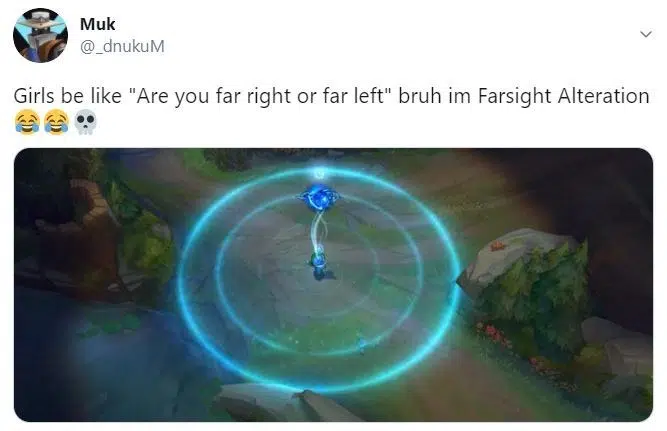 Muk
@_dnukuM
Girls be like "Are you far right or far left" bruh im Farsight Alteration
😂😂💀